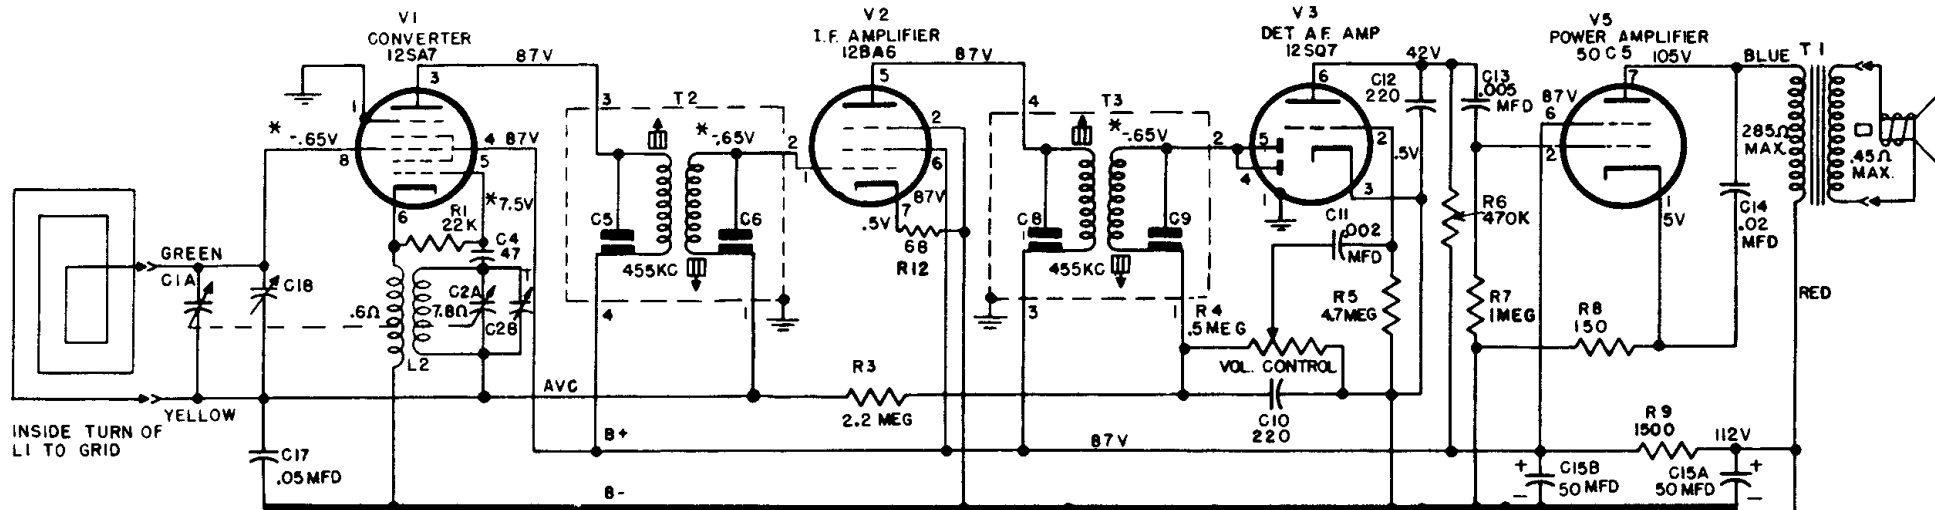 V1
CONVERTER
12SA7
3
87V
1
* -.65V
8
4 87V
5
6
R1
22K
*7.5V
C4
47
GREEN
C1A
C18
.6Ω
C2A
7.8Ω
C2B
L2
YELLOW
INSIDE TURN OF
L1 TO GRID
C17
.05 MFD
AVC
B+
B-
T2
3
* -.65V
C5
C6
455KC
4
1
V2
I.F. AMPLIFIER
12BA6
5
87V
2
1
2
6
87V
7
.5V
68
R12
R3
2.2 MEG
T3
4
* -.65V
2
C8
C9
455KC
3
1
V3
DET A.F. AMP
12SQ7
6
42V
5
4
2
.5V
3
1
C12
220
C11
.002
MFD
R4
.5MEG
VOL. CONTROL
C10
220
R5
4.7MEG
87V
C13
.005
MFD
R6
470K
R7
1MEG
V5
POWER AMPLIFIER
50C5
7
105V
87V
6
2
1
5V
R8
150
C14
.02
MFD
BLUE
T1
285Ω
MAX.
.45Ω
MAX.
RED
R9
1500
112V
+
C15B
50 MFD
-
C15A
50 MFD
+
-